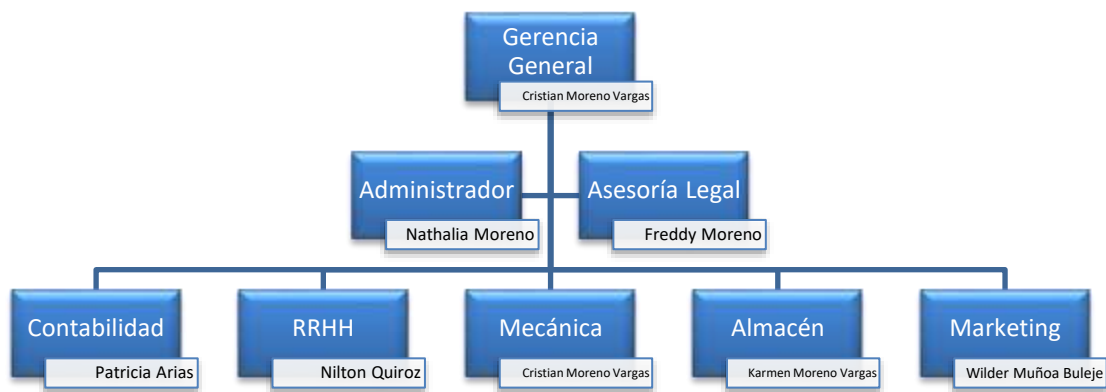 Gerencia
General
Cristian Moreno Vargas
Administrador
Nathalia Moreno
Asesoría Legal
Freddy Moreno
Contabilidad
Patricia Arias
RRHH
Nilton Quiroz
Mecánica
Cristian Moreno Vargas
Almacén
Karmen Moreno Vargas
Marketing
Wilder Muñoa Buleje